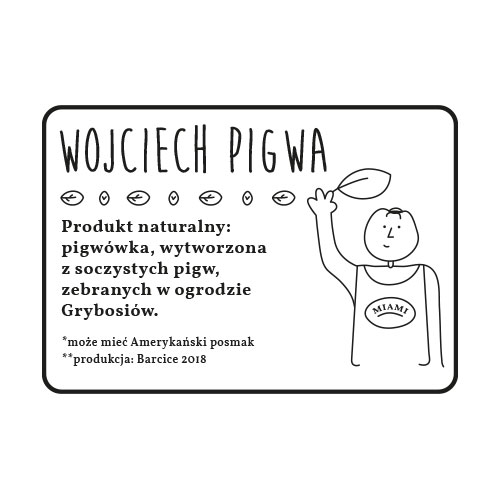 WOJCIECH PIGWA
Produkt naturalny:
pigwówka, wytworzona
z soczystych pigw,
zebranych w ogrodzie
Grybosiów.
*może mieć Amerykański posmak
**produkcja: Barcice 2018
MIAMI